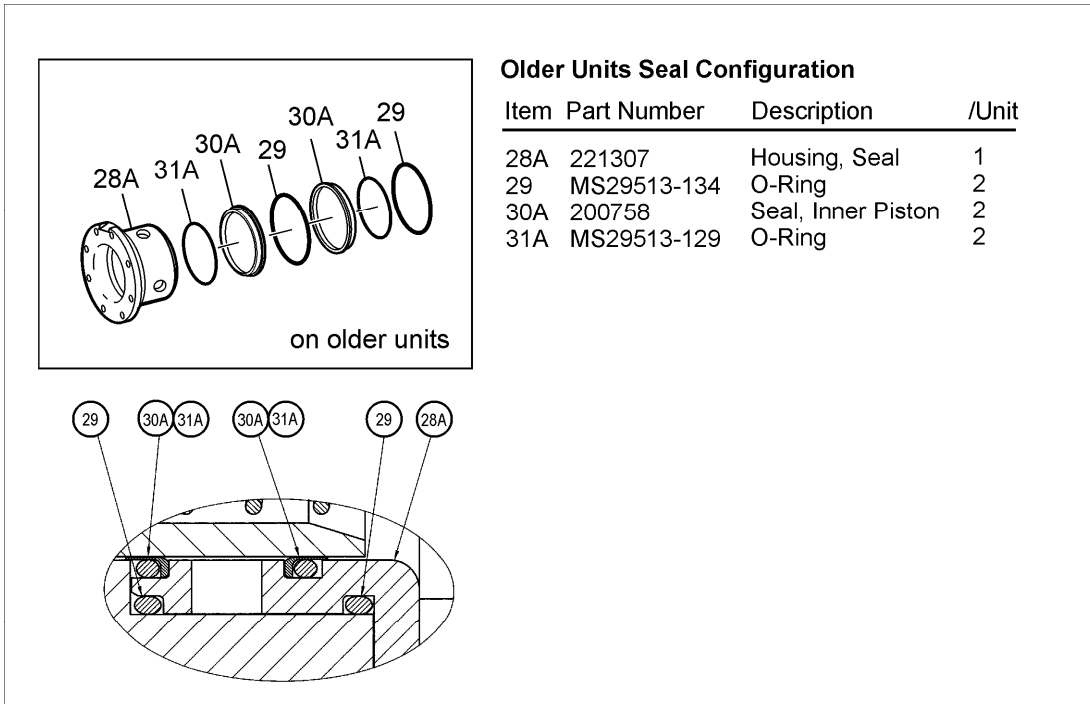 28A
31A
30A
29
30A
31A
29
on older units
Older Units Seal Configuration
Item Part Number Description /Unit
28A 221307 Housing, Seal 1
29 MS29513-134 O-Ring 2
30A 200758 Seal, Inner Piston 2
31A MS29513-129 O-Ring 2
29 30A 31A 30A 31A 29 28A